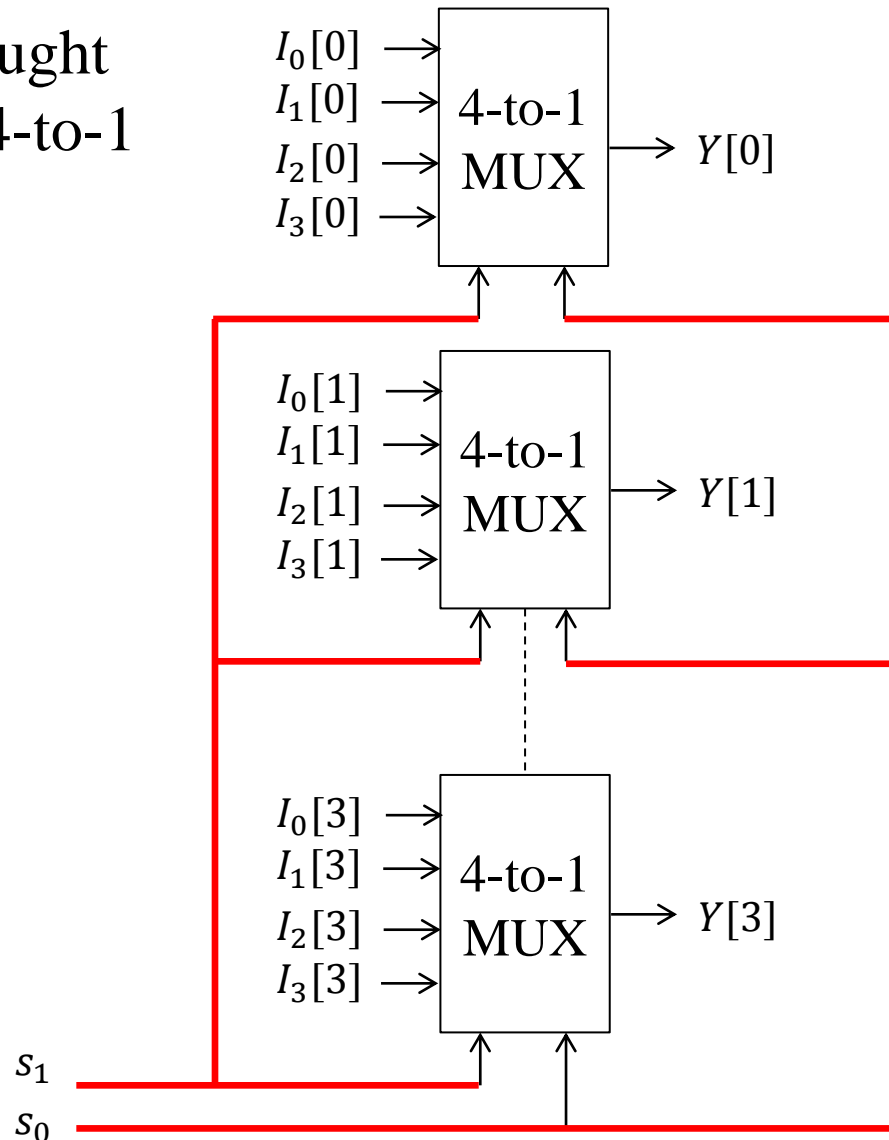 ught
4-to-1
I₀[0]
I₁[0]
I₂[0]
I₃[0]
4-to-1
MUX
Y[0]
I₀[1]
I₁[1]
I₂[1]
I₃[1]
4-to-1
MUX
Y[1]
I₀[3]
I₁[3]
I₂[3]
I₃[3]
4-to-1
MUX
Y[3]
s₁
s₀